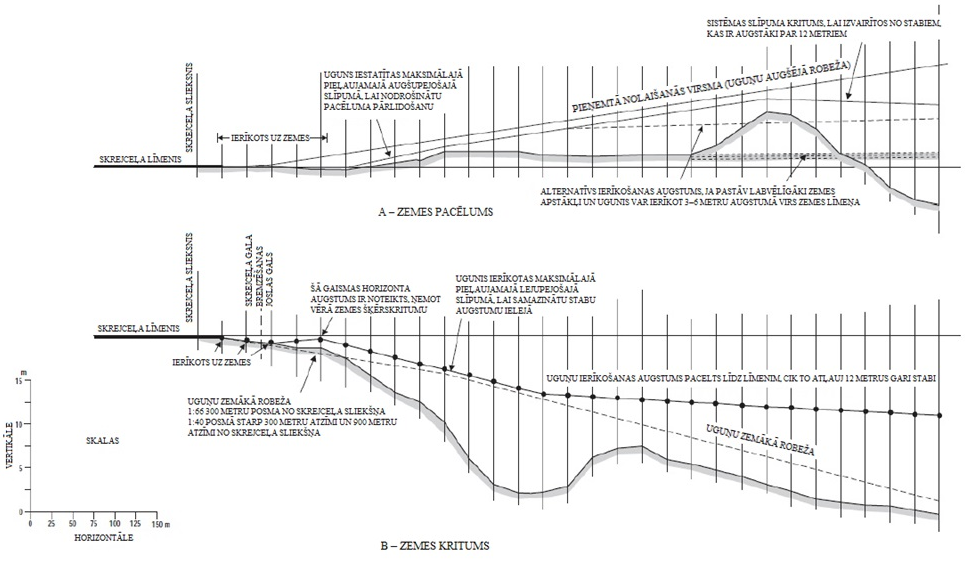 SISTĒMAS SLĪPUMA KRITUMS, LAI IZVAIRĪTOS NO STABIEM,
KAS IR AUGSTĀKI PAR 12 METRIEM
SKREJCEĻA SLIEKSNIS
UGUNS IESTATĪTAS MAKSIMĀLAJĀ
PIEĻAUJAMAJĀ AUGŠUPEJOŠAJĀ
SLĪPUMĀ, LAI NODROŠINĀTU
PACĒLUMA PĀRLIDOŠANU
PIEŅEMTĀ NOLAIŠANĀS VIRSMA (UGUŅU AUGŠĒJĀ ROBEŽA)
IERĪKOTS UZ ZEMES
SKREJCEĻA LĪMENIS
ALTERNATĪVS IERĪKOŠANAS AUGSTUMS, JA PASTĀV LABVĒLĪGĀKI ZEMES
APSTĀKĻI UN UGUNIS VAR IERĪKOT 3–6 METRU AUGSTUMĀ VIRS ZEMES LĪMEŅA
A – ZEMES PACĒLUMS
SKREJCEĻA SLIEKSNIS
SKREJCEĻA GALA
BREMZĒŠANAS
JOSLAS GALS
ŠĀ GAISMAS HORIZONTA
AUGSTUMS IR NOTEIKTS, ŅEMOT
VĒRĀ ZEMES ŠĶĒRSKRITUMU
UGUNIS IERĪKOTAS MAKSIMĀLAJĀ
PIEĻAUJAMAJĀ LEJUPEJOŠAJĀ
SLĪPUMĀ, LAI SAMAZINĀTU STABU
AUGSTUMU IELEJĀ
SKREJCEĻA LĪMENIS
IERĪKOTS UZ ZEMES
UGUŅU IERĪKOŠANAS AUGSTUMS PACELTS LĪDZ LĪMENIM, CIK TO ATĻAUJ 12 METRUS GARI STABI
UGUŅU ZEMĀKĀ ROBEŽA
1:66 300 METRU POSMA NO SKREJCEĻA SLIEKŠŅA
1:40 POSMĀ STARP 300 METRU ATZĪMI UN 900 METRU
ATZĪMI NO SKREJCEĻA SLIEKŠŅA
UGUŅU ZEMĀKĀ ROBEŽA
m
15
10
5
0
VERTIKĀLE
SKALAS
0 25 50 75 100 125 150 m
HORIZONTĀLE
B – ZEMES KRITUMS